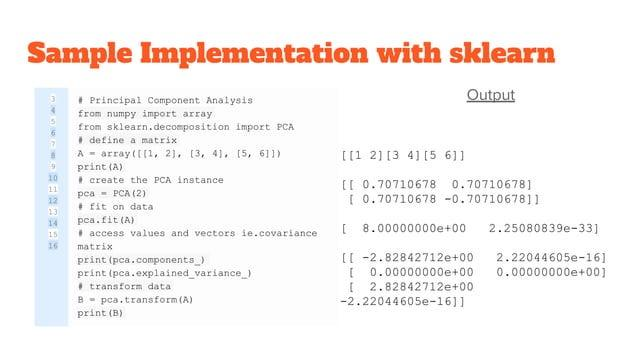 Sample Implementation with sklearn
3
4
5
6
7
8
9
10
11
12
13
14
15
16
# Principal Component Analysis
from numpy import array
from sklearn.decomposition import PCA
# define a matrix
A = array([[1, 2], [3, 4], [5, 6]])
print(A)
# create the PCA instance
pca = PCA(2)
# fit on data
pca.fit(A)
# access values and vectors ie.covariance
matrix
print(pca.components_)
print(pca.explained_variance_)
# transform data
B = pca.transform(A)
print(B)
Output
[[1 2][3 4][5 6]]
[[ 0.70710678 0.70710678]
[ 0.70710678 -0.70710678]]
[ 8.00000000e+00 2.25080839e-33]
[[ -2.82842712e+00 2.22044605e-16]
[ 0.00000000e+00 0.00000000e+00]
[ 2.82842712e+00
-2.22044605e-16]]